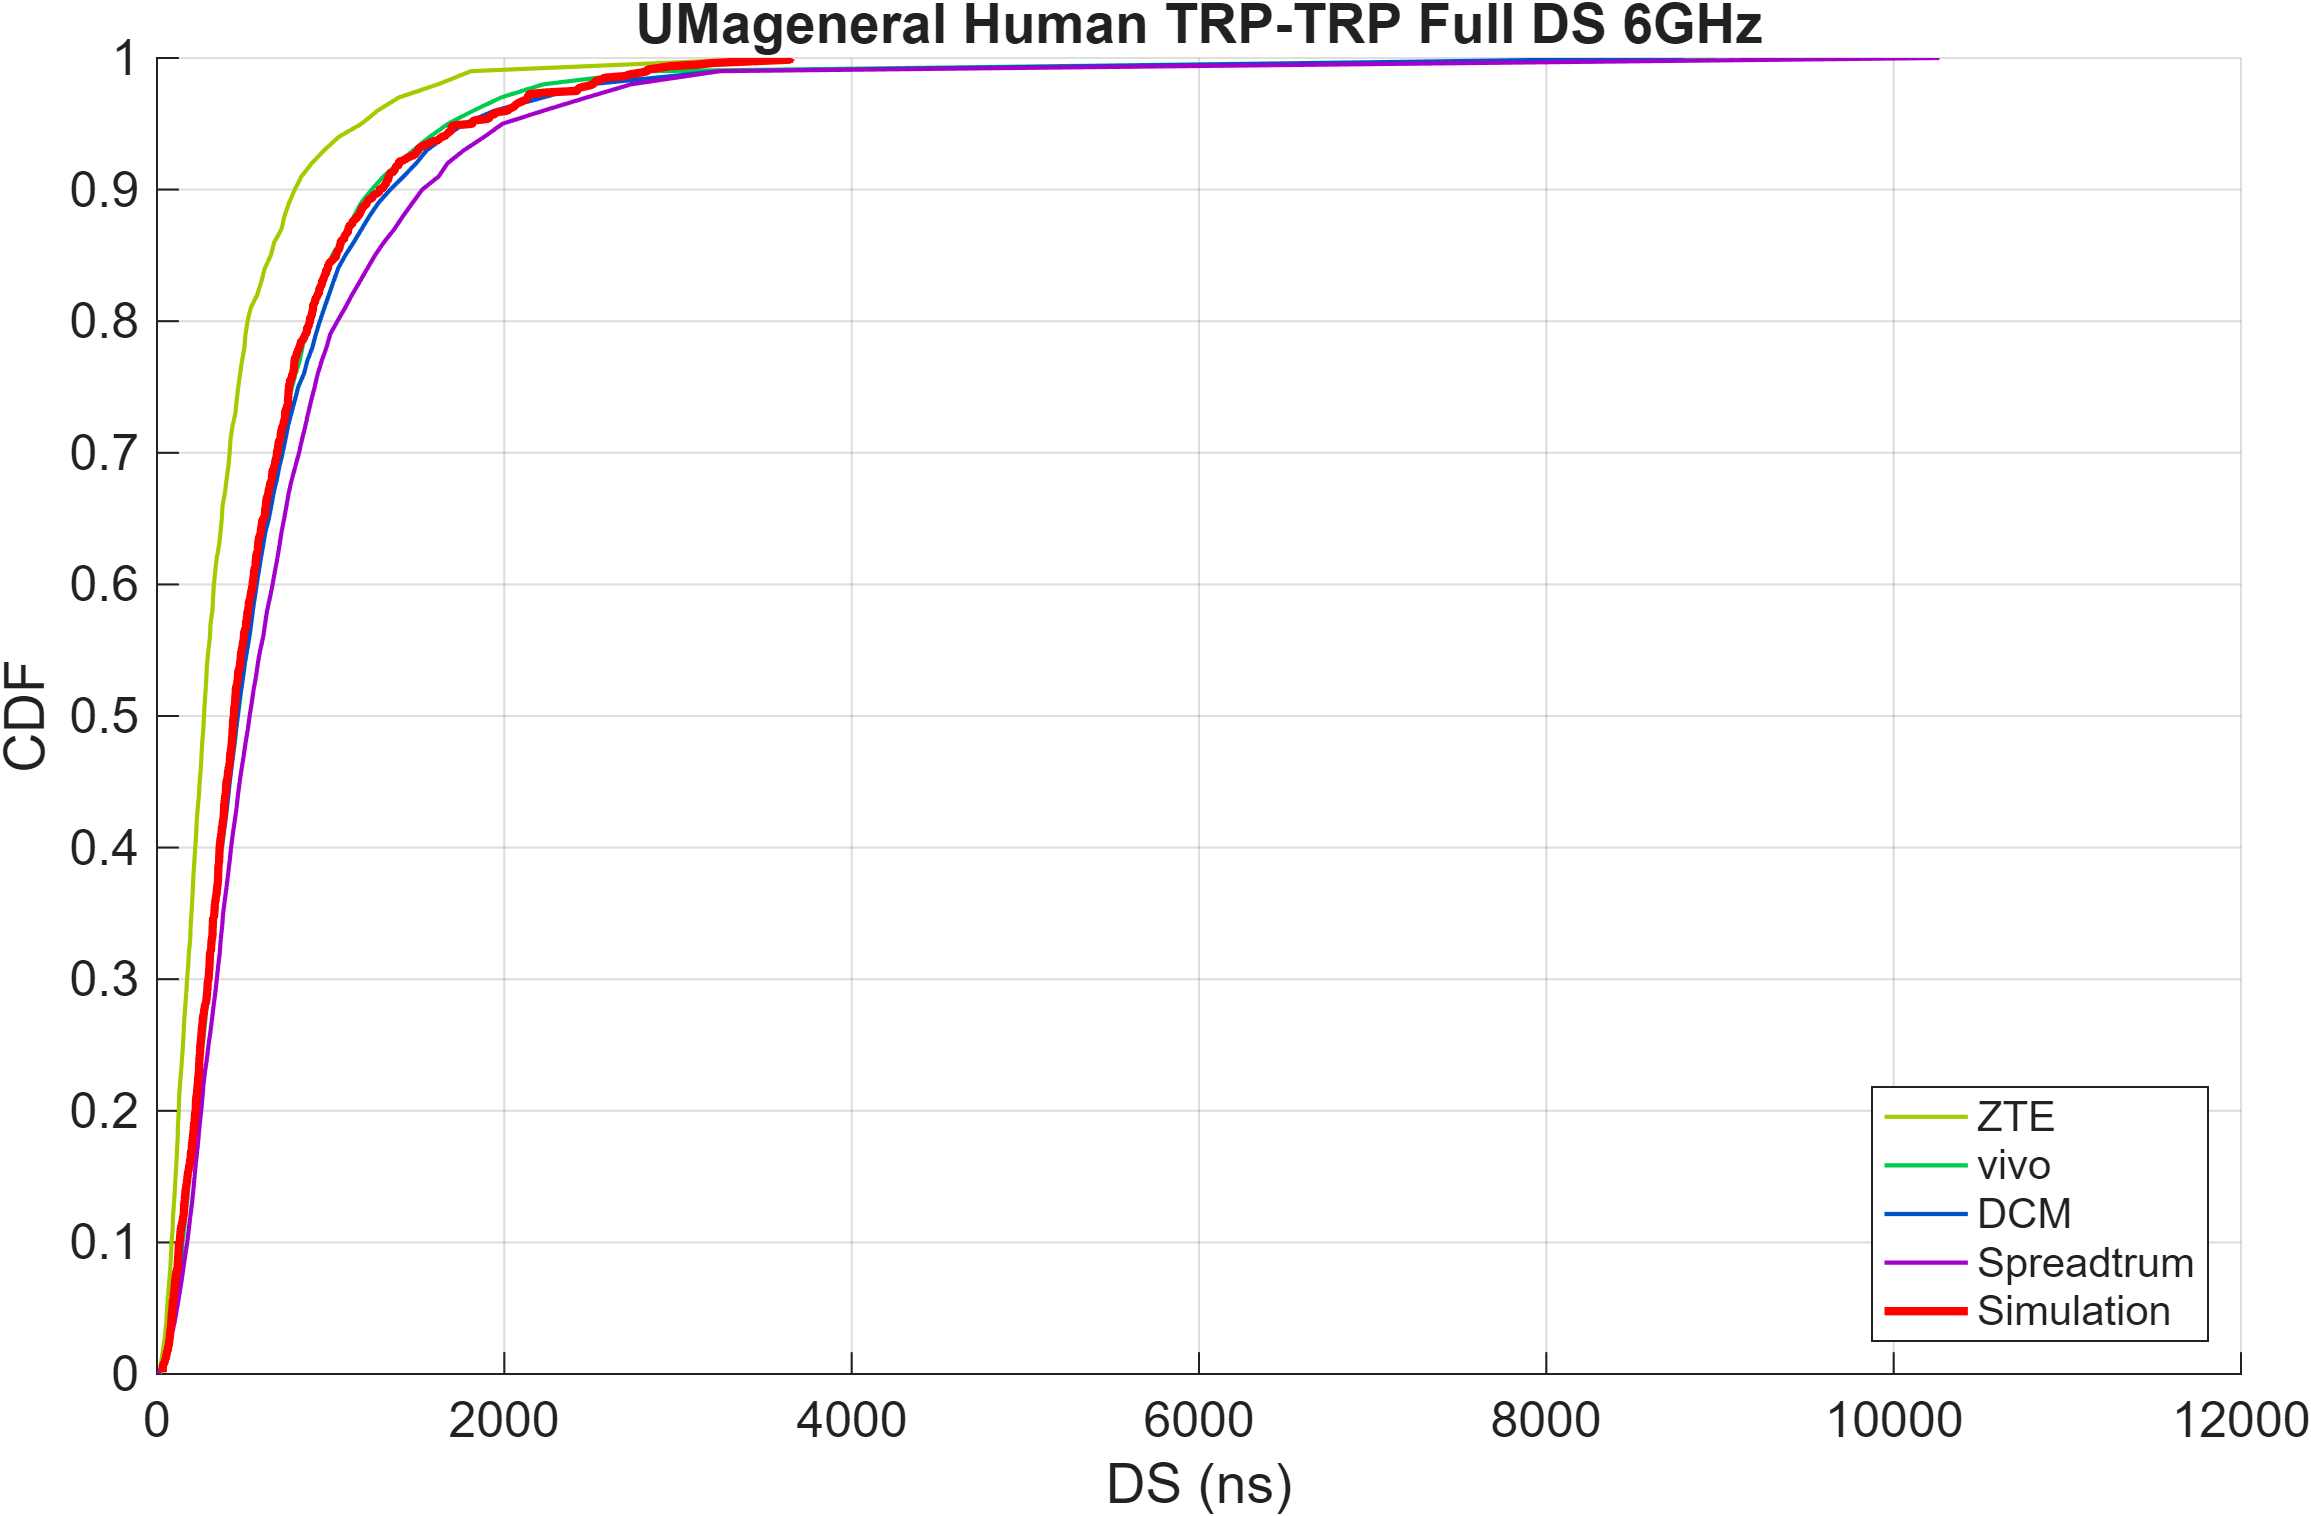 UMageneral Human TRP-TRP Full DS 6GHz
1
0.9
0.8
0.7
0.6
0.5
0.4
0.3
0.2
0.1
0
CDF
0 2000 4000 6000 8000 10000 12000
DS (ns)
ZTE
vivo
DCM
Spreadtrum
Simulation